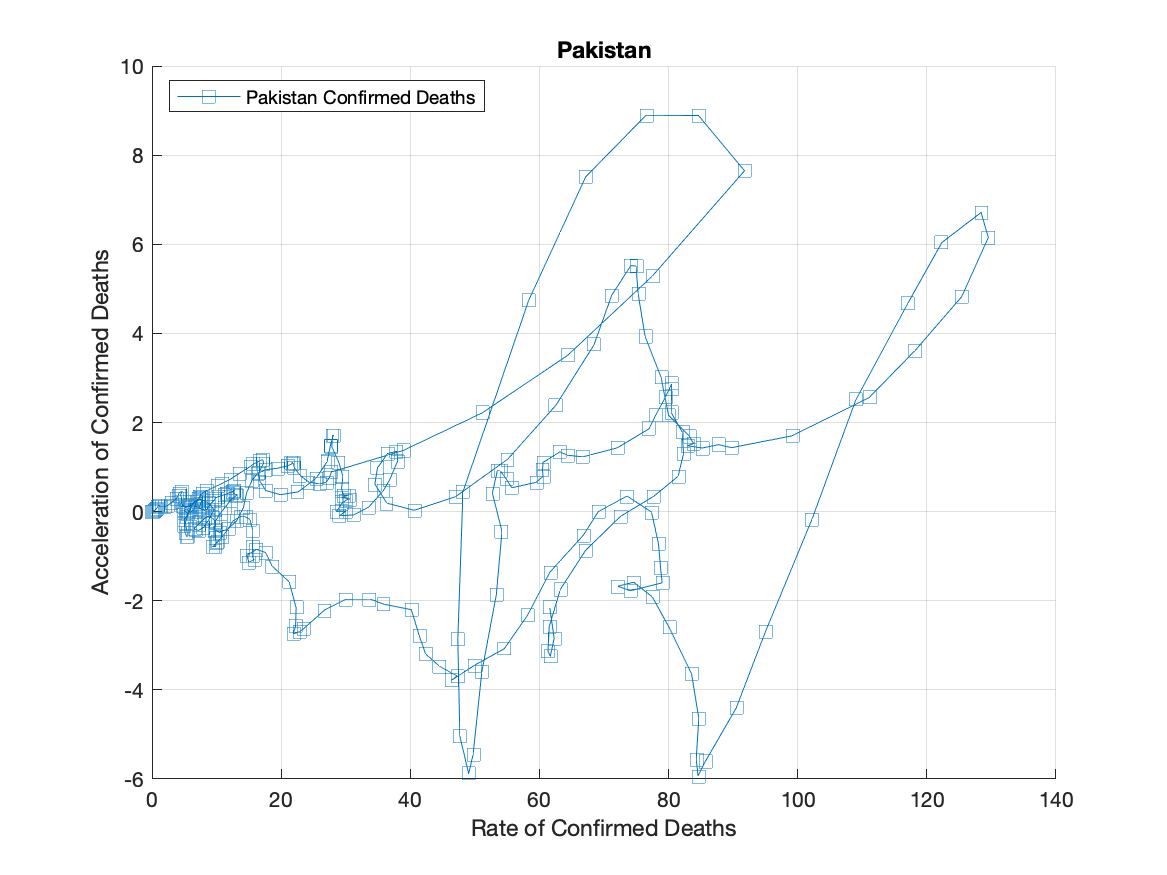 Pakistan
10
Pakistan Confirmed Deaths
8
6
4
2
0
-2
-4
-6
Acceleration of Confirmed Deaths
0 20 40 60 80 100 120 140
Rate of Confirmed Deaths